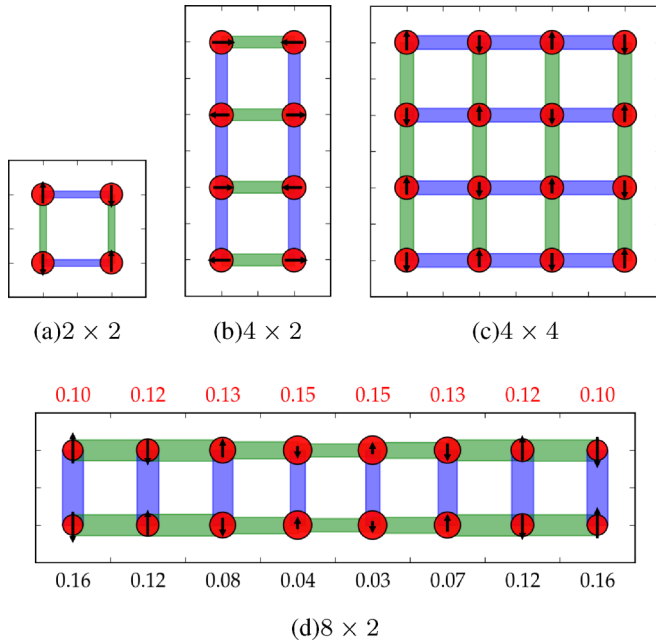 (a)2 × 2
(b)4 × 2
(c)4 × 4
0.10 0.12 0.13 0.15 0.15 0.13 0.12 0.10
0.16 0.12 0.08 0.04 0.03 0.07 0.12 0.16
(d)8 × 2